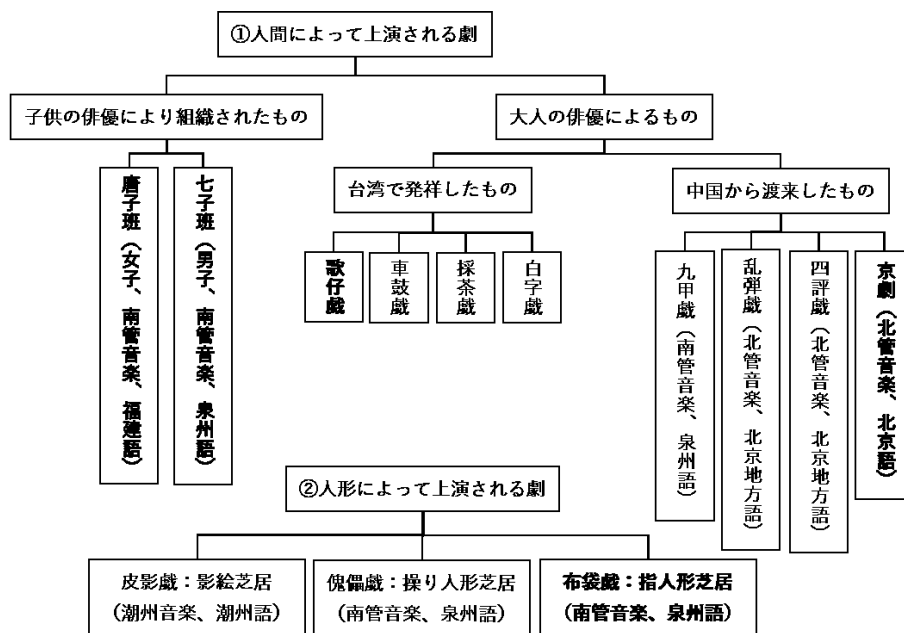 ①人間によって上演される劇
子供の俳優により組織されたもの
大人の俳優によるもの
唐子班（女子、南管音楽、福建語）
七子班（男子、南管音楽、泉州語）
台湾で発祥したもの
中国から渡来したもの
歌仔戯
車鼓戯
採茶戯
白字戯
九甲戯（南管音楽、泉州語）
乱弾戯（北管音楽、北京地方語）
四評戯（北管音楽、北京地方語）
京劇（北管音楽、北京語）
②人形によって上演される劇
皮影戯：影絵芝居
（潮州音楽、潮州語）
傀儡戯：操り人形芝居
（南管音楽、泉州語）
布袋戯：指人形芝居
（南管音楽、泉州語）